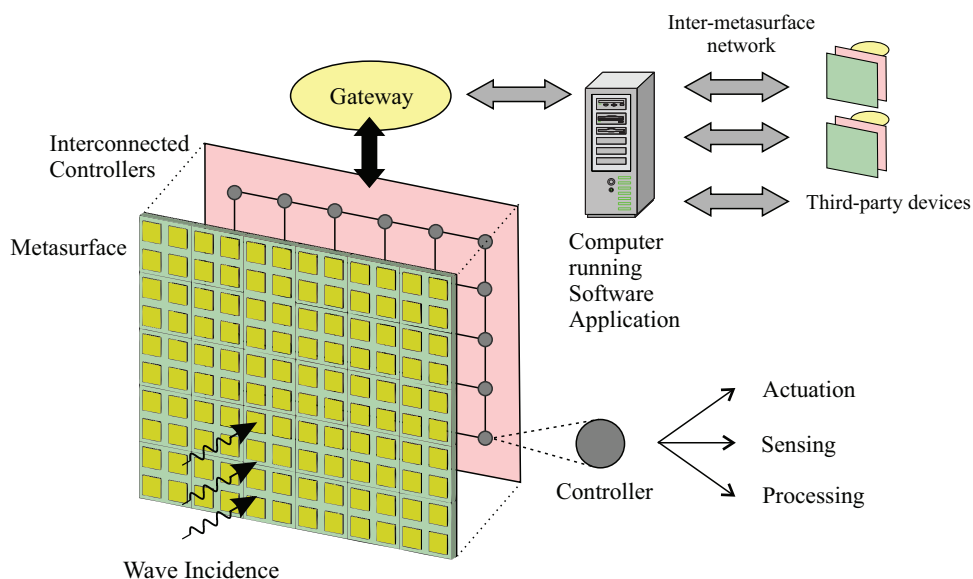 Inter-metasurface
network
Gateway
Interconnected
Controllers
Third-party devices
Metasurface
Computer
running
Software
Application
Actuation
Sensing
Controller
Processing
Wave Incidence